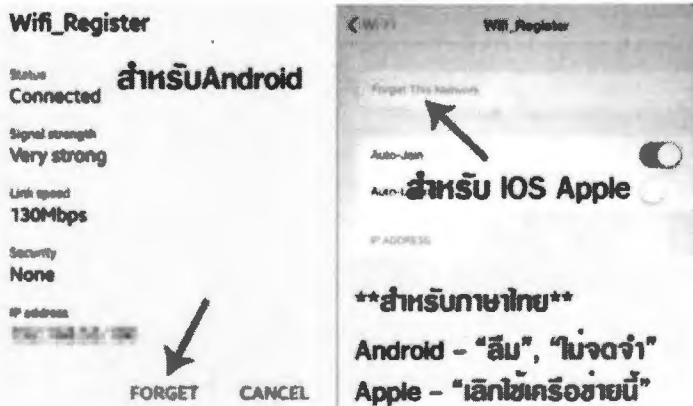 Wifi_Register
Status
Connected
สำหรับAndroid
Signal strength
Very strong
Link speed
130Mbps
Security
None
IP address
FORGET CANCEL
Wi-Fi
Wifi_Register
Forget This Network
Auto-Join
สำหรับ IOS Apple
IP ADDRESS
**สำหรับภาษาไทย**
Android – “ลืม”, “ไม่จดจำ”
Apple – “เลิกใช้เครือข่ายนี้”